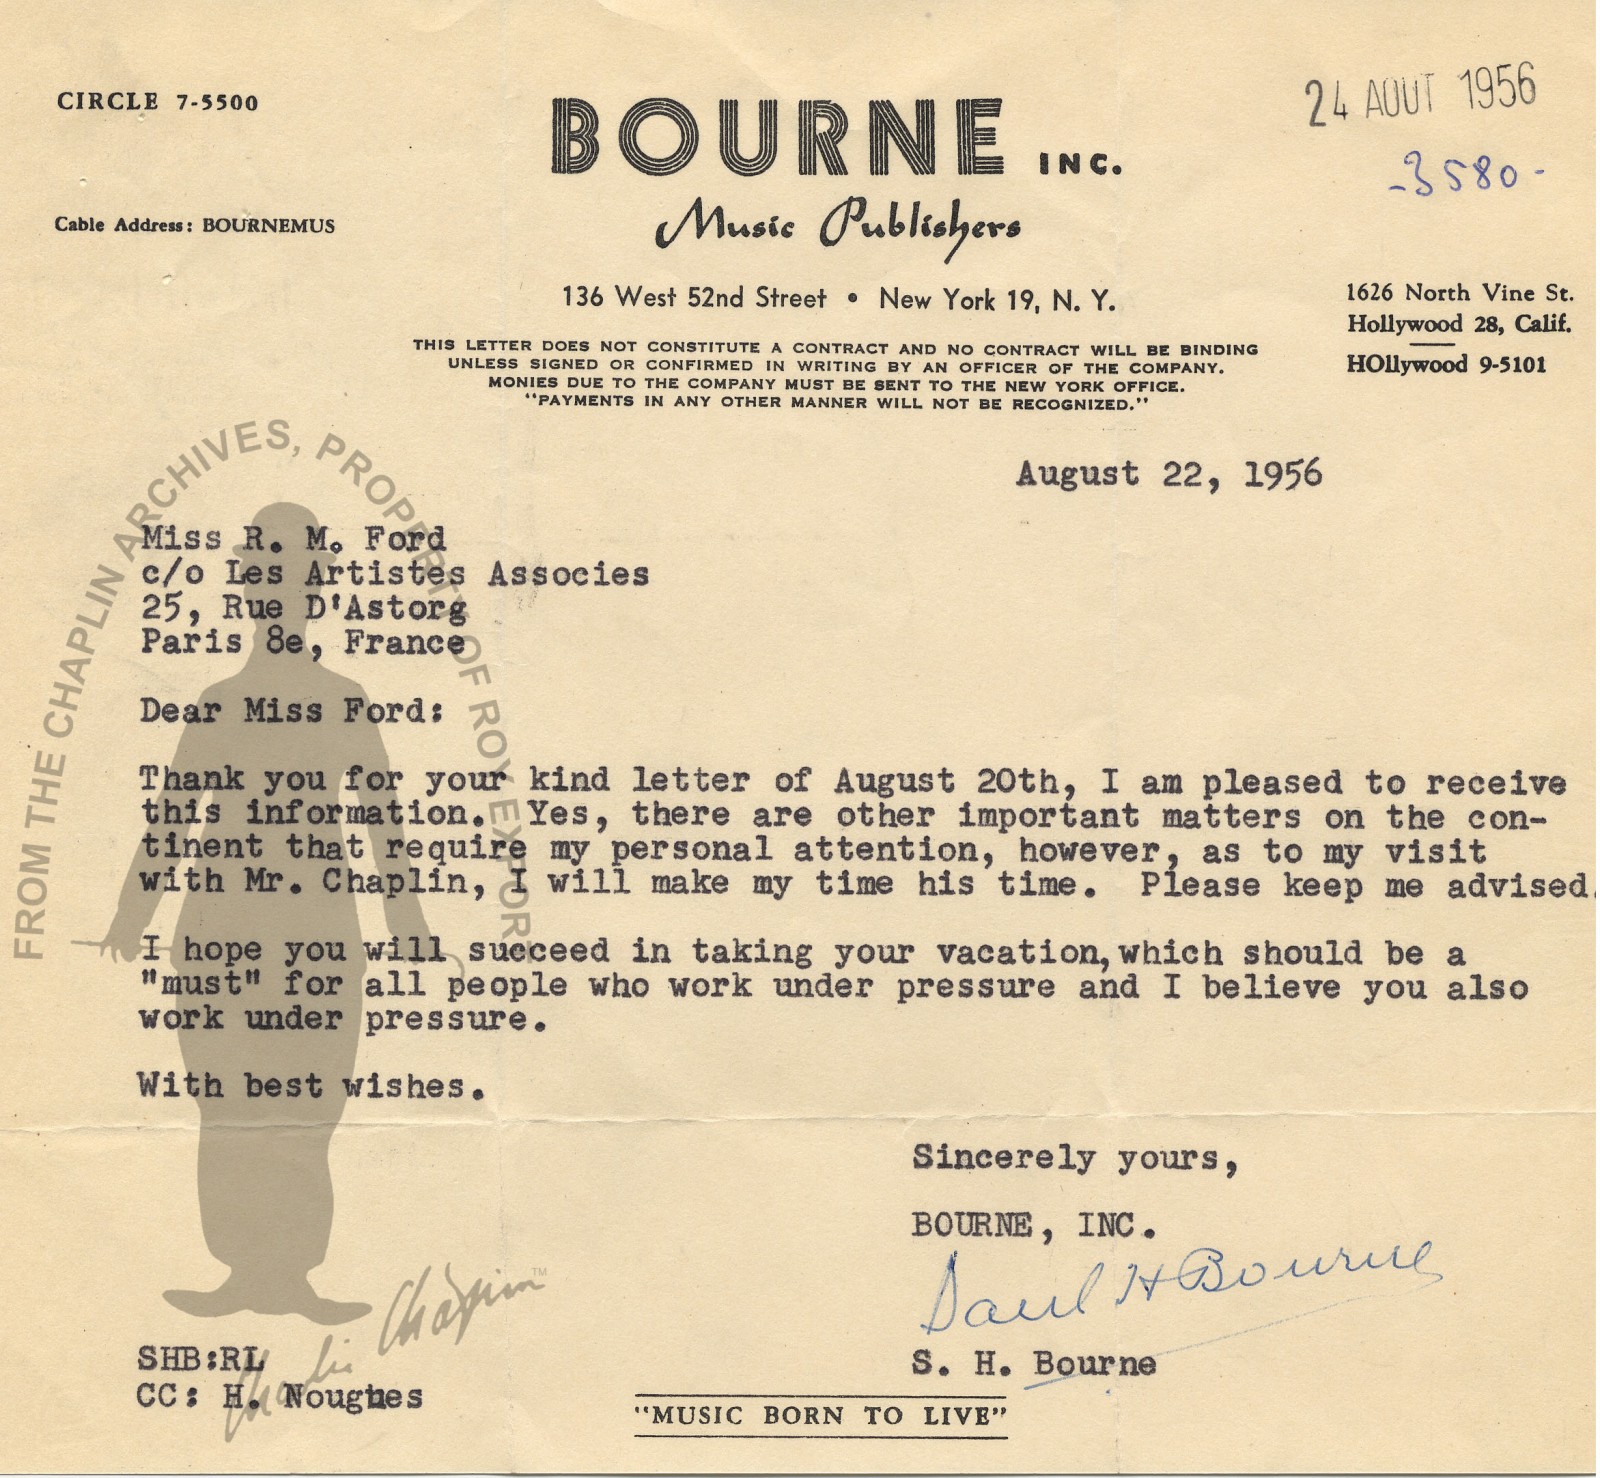 CIRCLE 7-5500
24 AOUT 1956
BOURNE INC.
-3580-
Cable Address: BOURNEMUS
Music Publishers
136 West 52nd Street • New York 19, N. Y.
1626 North Vine St.
Hollywood 28, Calif.
HOllywood 9-5101
THIS LETTER DOES NOT CONSTITUTE A CONTRACT AND NO CONTRACT WILL BE BINDING
UNLESS SIGNED OR CONFIRMED IN WRITING BY AN OFFICER OF THE COMPANY.
MONIES DUE TO THE COMPANY MUST BE SENT TO THE NEW YORK OFFICE.
"PAYMENTS IN ANY OTHER MANNER WILL NOT BE RECOGNIZED."
August 22, 1956
FROM THE CHAPLIN ARCHIVES, PROPERTY OF ROY EXPORT
Miss R. M. Ford
c/o Les Artistes Associes
25, Rue D'Astorg
Paris 8e, France
Dear Miss Ford:
Thank you for your kind letter of August 20th, I am pleased to receive
this information. Yes, there are other important matters on the con-
tinent that require my personal attention, however, as to my visit
with Mr. Chaplin, I will make my time his time. Please keep me advised.
I hope you will succeed in taking your vacation, which should be a
"must" for all people who work under pressure and I believe you also
work under pressure.
With best wishes.
Sincerely yours,
BOURNE, INC.
Saul H Bourne
S. H. Bourne
Charlie Chaplin™
SHB:RL
CC: H. Noughes
"MUSIC BORN TO LIVE"